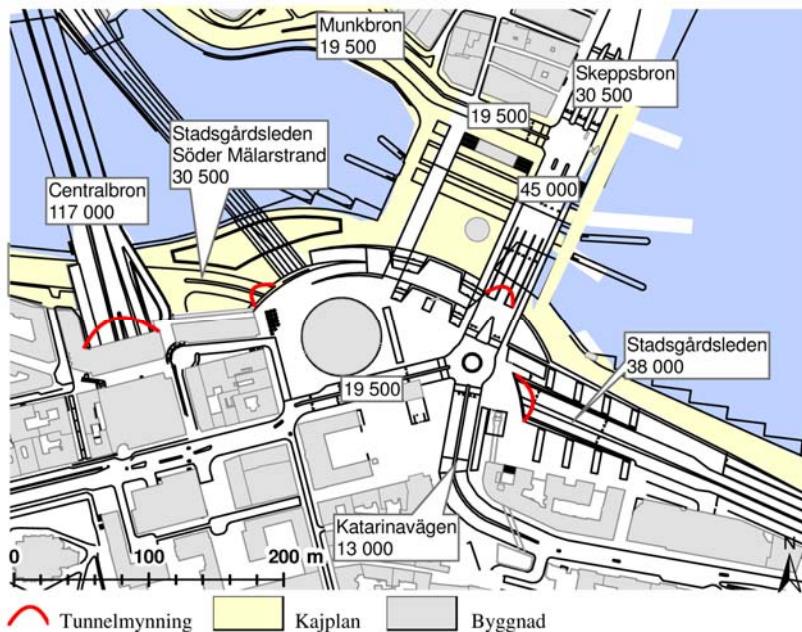 Munkbron
19 500
Skeppsbron
30 500
19 500
Stadsgårdsleden
Söder Mälarstrand
30 500
Centralbron
117 000
45 000
Stadsgårdsleden
38 000
19 500
Katarinavägen
13 000
0 100 200 m
N
Tunnelmynning Kajplan Byggnad